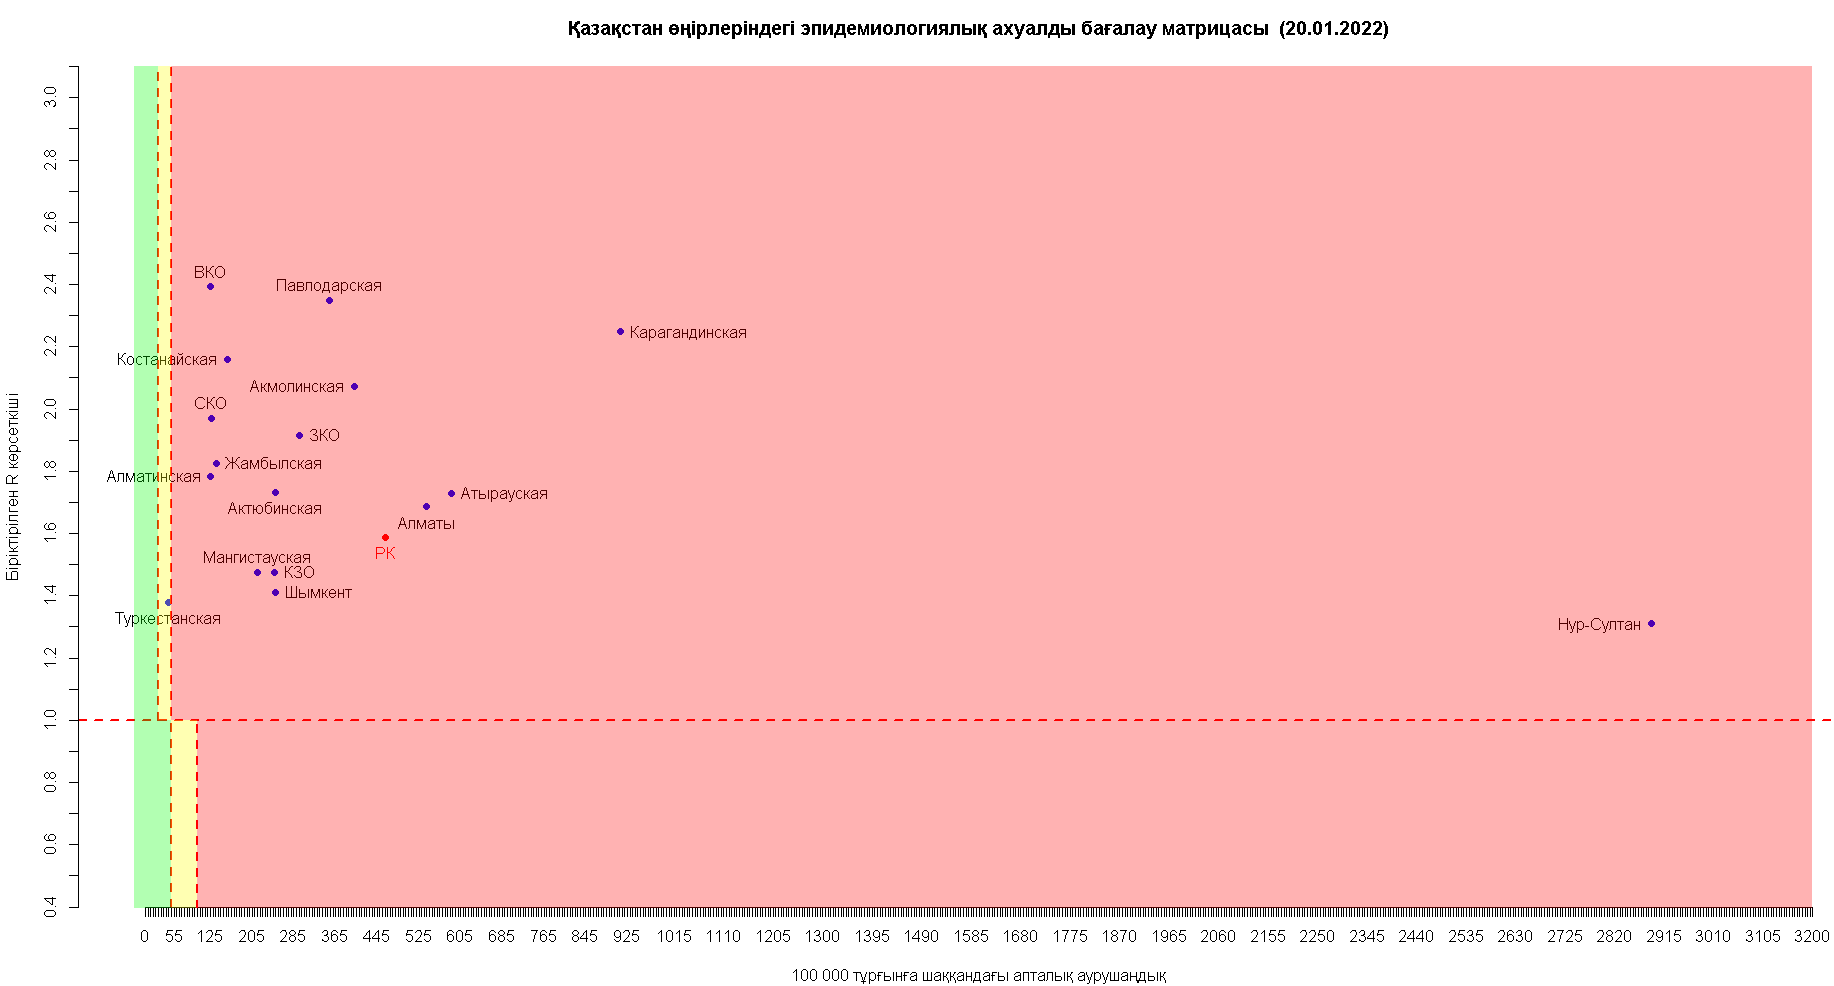 Қазақстан өңірлеріндегі эпидемиологиялық ахуалды бағалау матрицасы (20.01.2022)
Біріктірілген R көрсеткіші
3.0
2.8
2.6
2.4
2.2
2.0
1.8
1.6
1.4
1.2
1.0
0.8
0.6
0.4
ВКО
Павлодарская
Карагандинская
Костанайская
Акмолинская
СКО
ЗКО
Жамбылская
Алматинская
Актюбинская
Атырауская
Алматы
РК
Мангистауская
КЗО
Шымкент
Туркестанская
Нур-Султан
0 55 125 205 285 365 445 525 605 685 765 845 925 1015 1110 1205 1300 1395 1490 1585 1680 1775 1870 1965 2060 2155 2250 2345 2440 2535 2630 2725 2820 2915 3010 3105 3200
100 000 тұрғынға шаққандағы апталық аурушаңдық